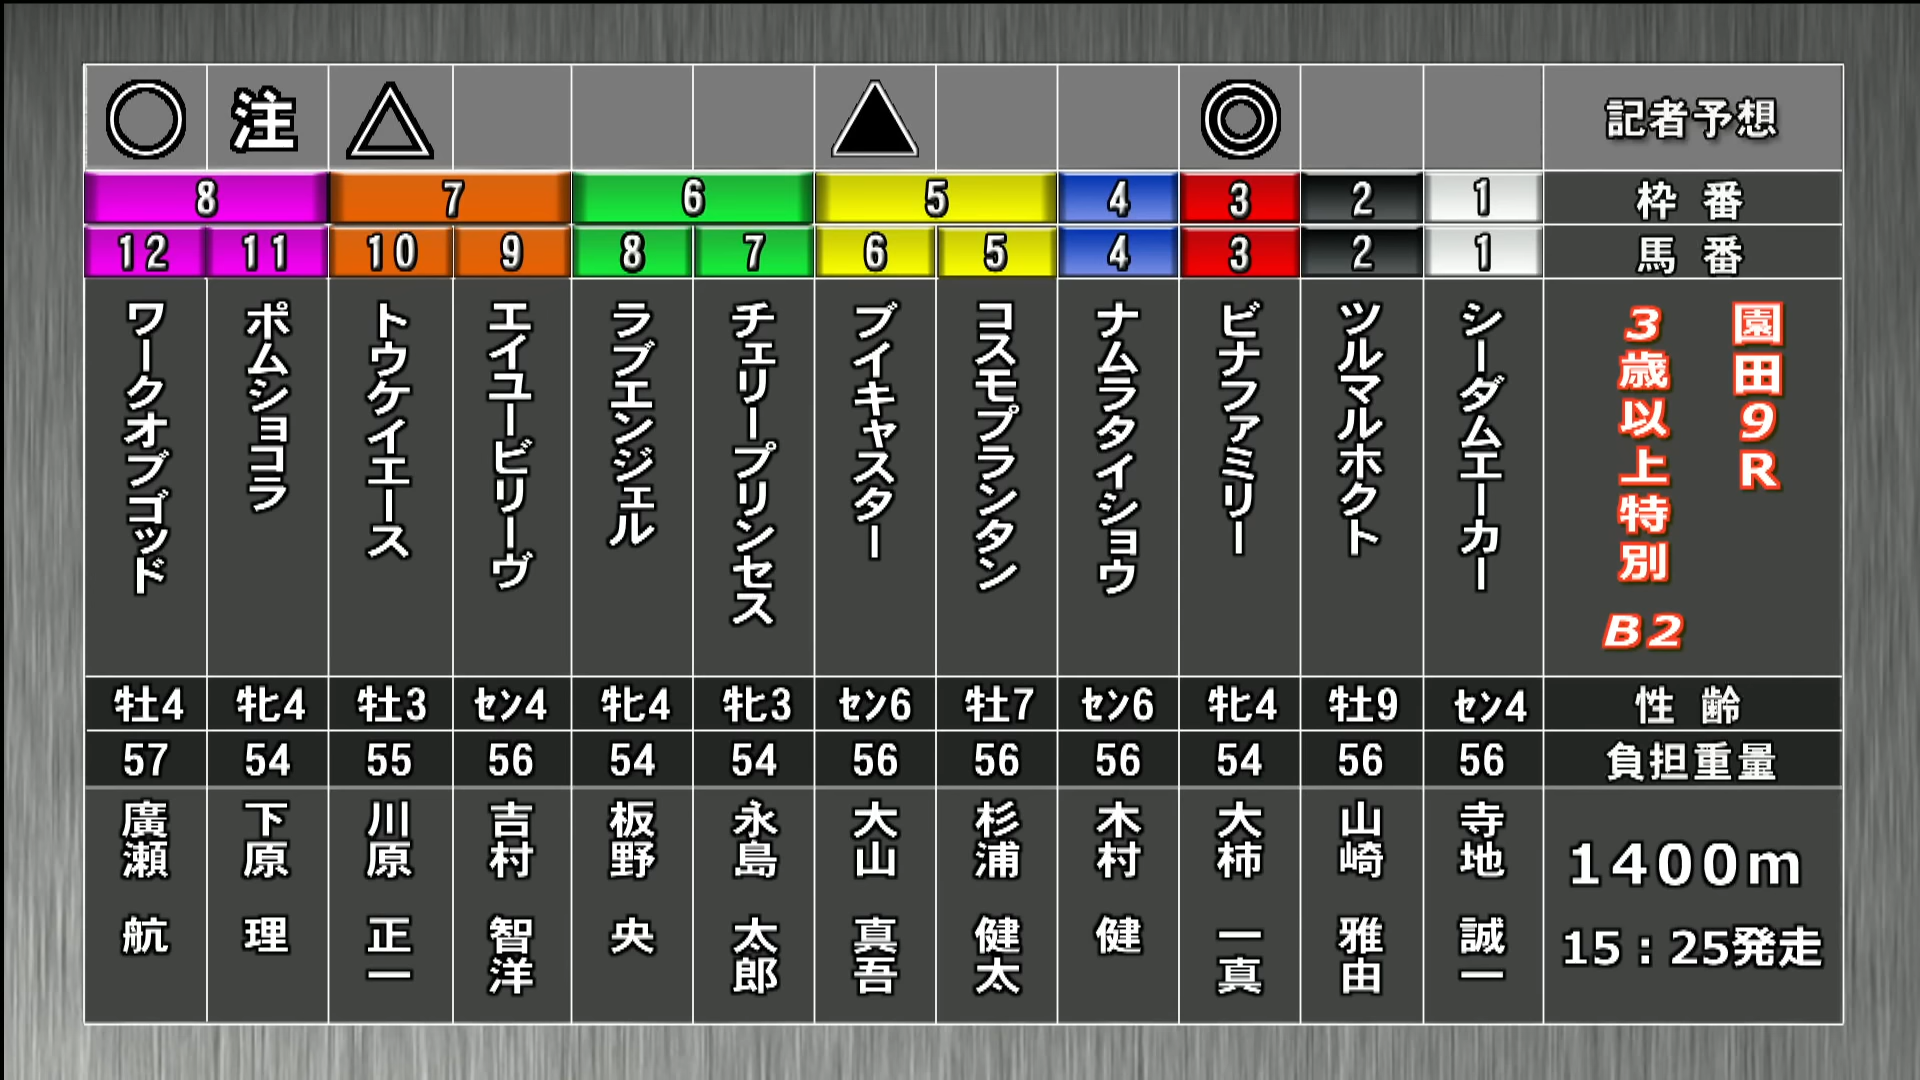 記者予想
◎
▲
△
注
○
枠番
1 2 3 4 5 6 7 8
馬番
1 2 3 4 5 6 7 8 9 10 11 12
園田9R
3歳以上特別 B2
シーダムエーカー
ツルマルホクト
ビナファミリー
ナムラタイショウ
コスモプランタン
ブイキャスター
チェリープリンセス
ラブエンジェル
エイユービリーヴ
トウケイエース
ポムショコラ
ワークオブゴッド
性齢
セン4 牡9 牝4 セン6 牡7 セン6 牝3 牝4 セン4 牡3 牝4 牡4
負担重量
56 56 54 56 56 56 54 54 56 55 54 57
1400m
15:25発走
寺地 誠一
山崎 雅由
大柿 一真
木村 健
杉浦 健太
大山 真吾
永島 太郎
板野 央
吉村 智洋
川原 正一
下原 理
廣瀬 航